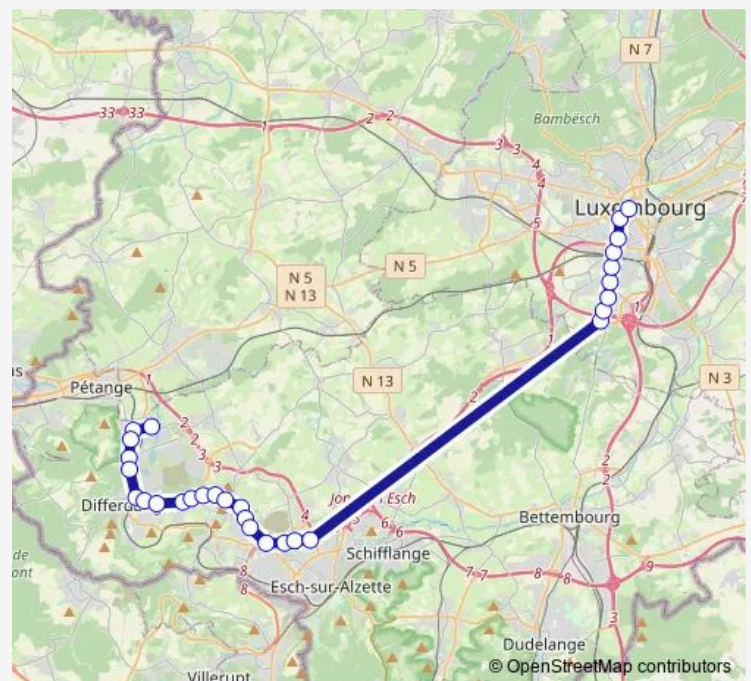 N 7
33
33
1
2
2
Bambësch
3
3
4
4
5
Luxembourg
N 5
N 13
N 5
1
1
N 3
N 13
Pétange
1
2
2
3
3
2
2
2
Differda
4
Esch
6
6
Bettembourg
Schifflange
7
7
8
8
9
8
8
Esch-sur-Alzette
3
Dudelange
Villerupt
© OpenStreetMap contributors